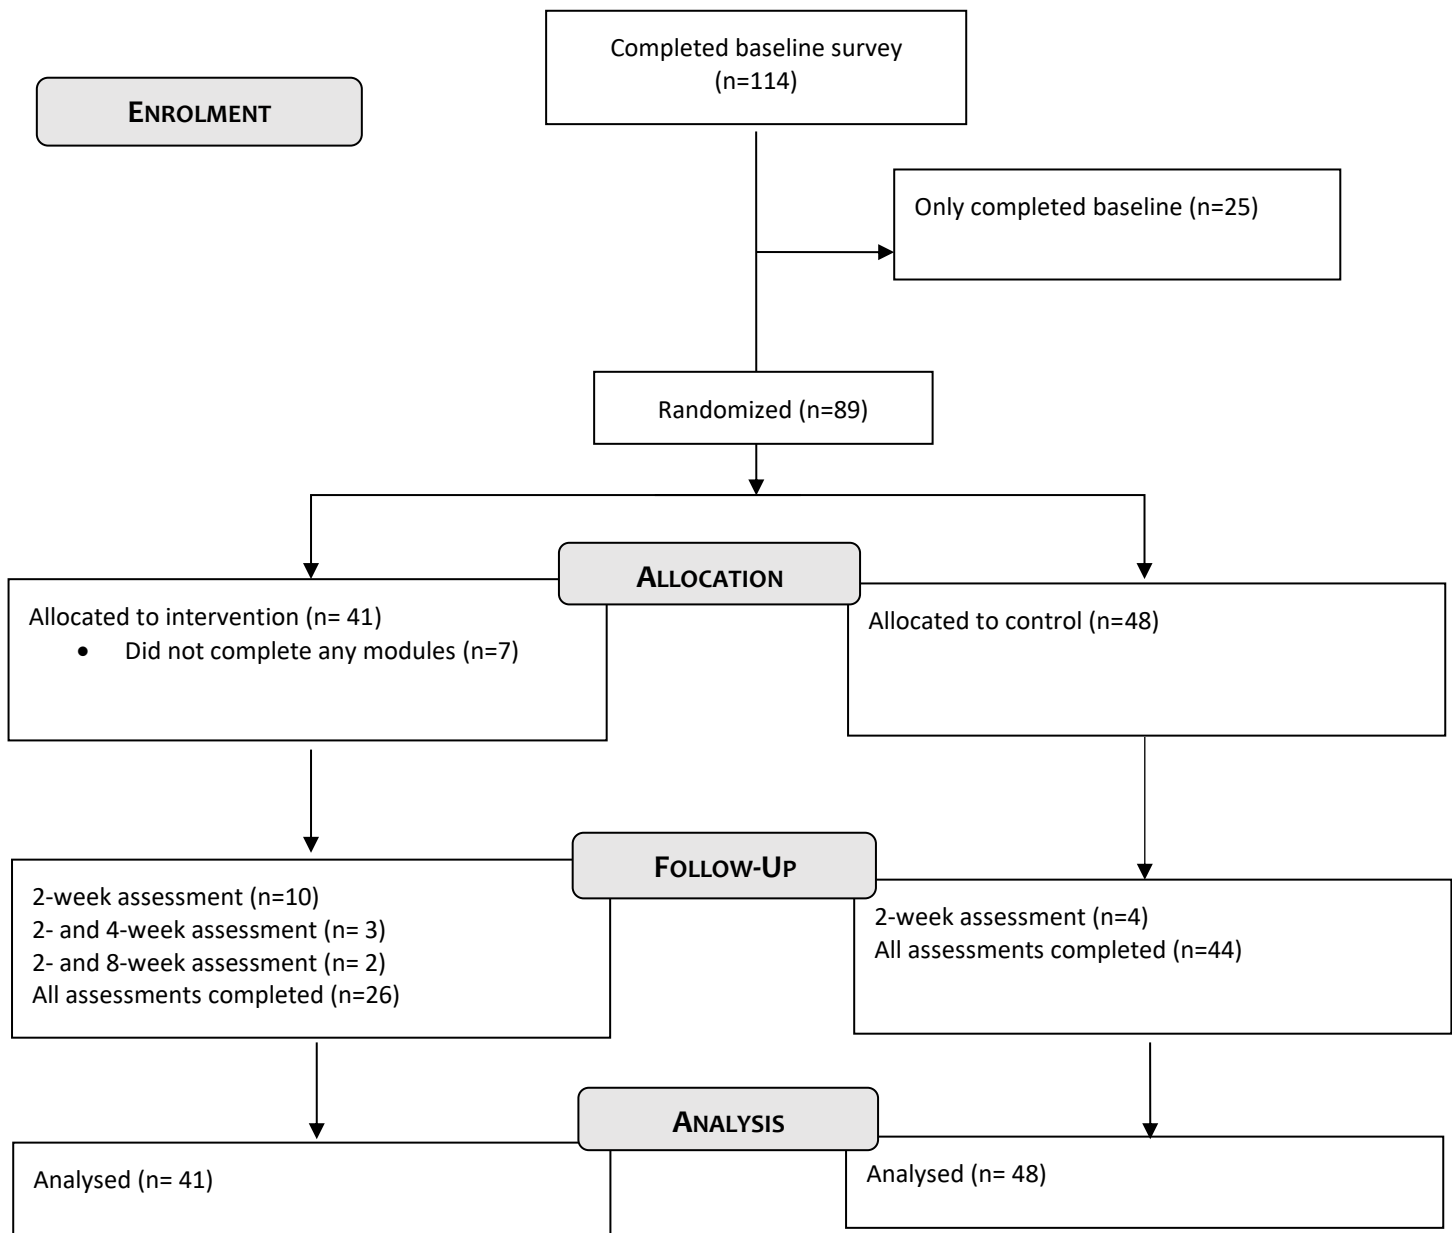 Completed baseline survey
(n=114)
ENROLMENT
Only completed baseline (n=25)
Randomized (n=89)
ALLOCATION
Allocated to intervention (n= 41)
• Did not complete any modules (n=7)
Allocated to control (n=48)
FOLLOW-UP
2-week assessment (n=10)
2- and 4-week assessment (n= 3)
2- and 8-week assessment (n= 2)
All assessments completed (n=26)
2-week assessment (n=4)
All assessments completed (n=44)
ANALYSIS
Analysed (n= 41)
Analysed (n= 48)